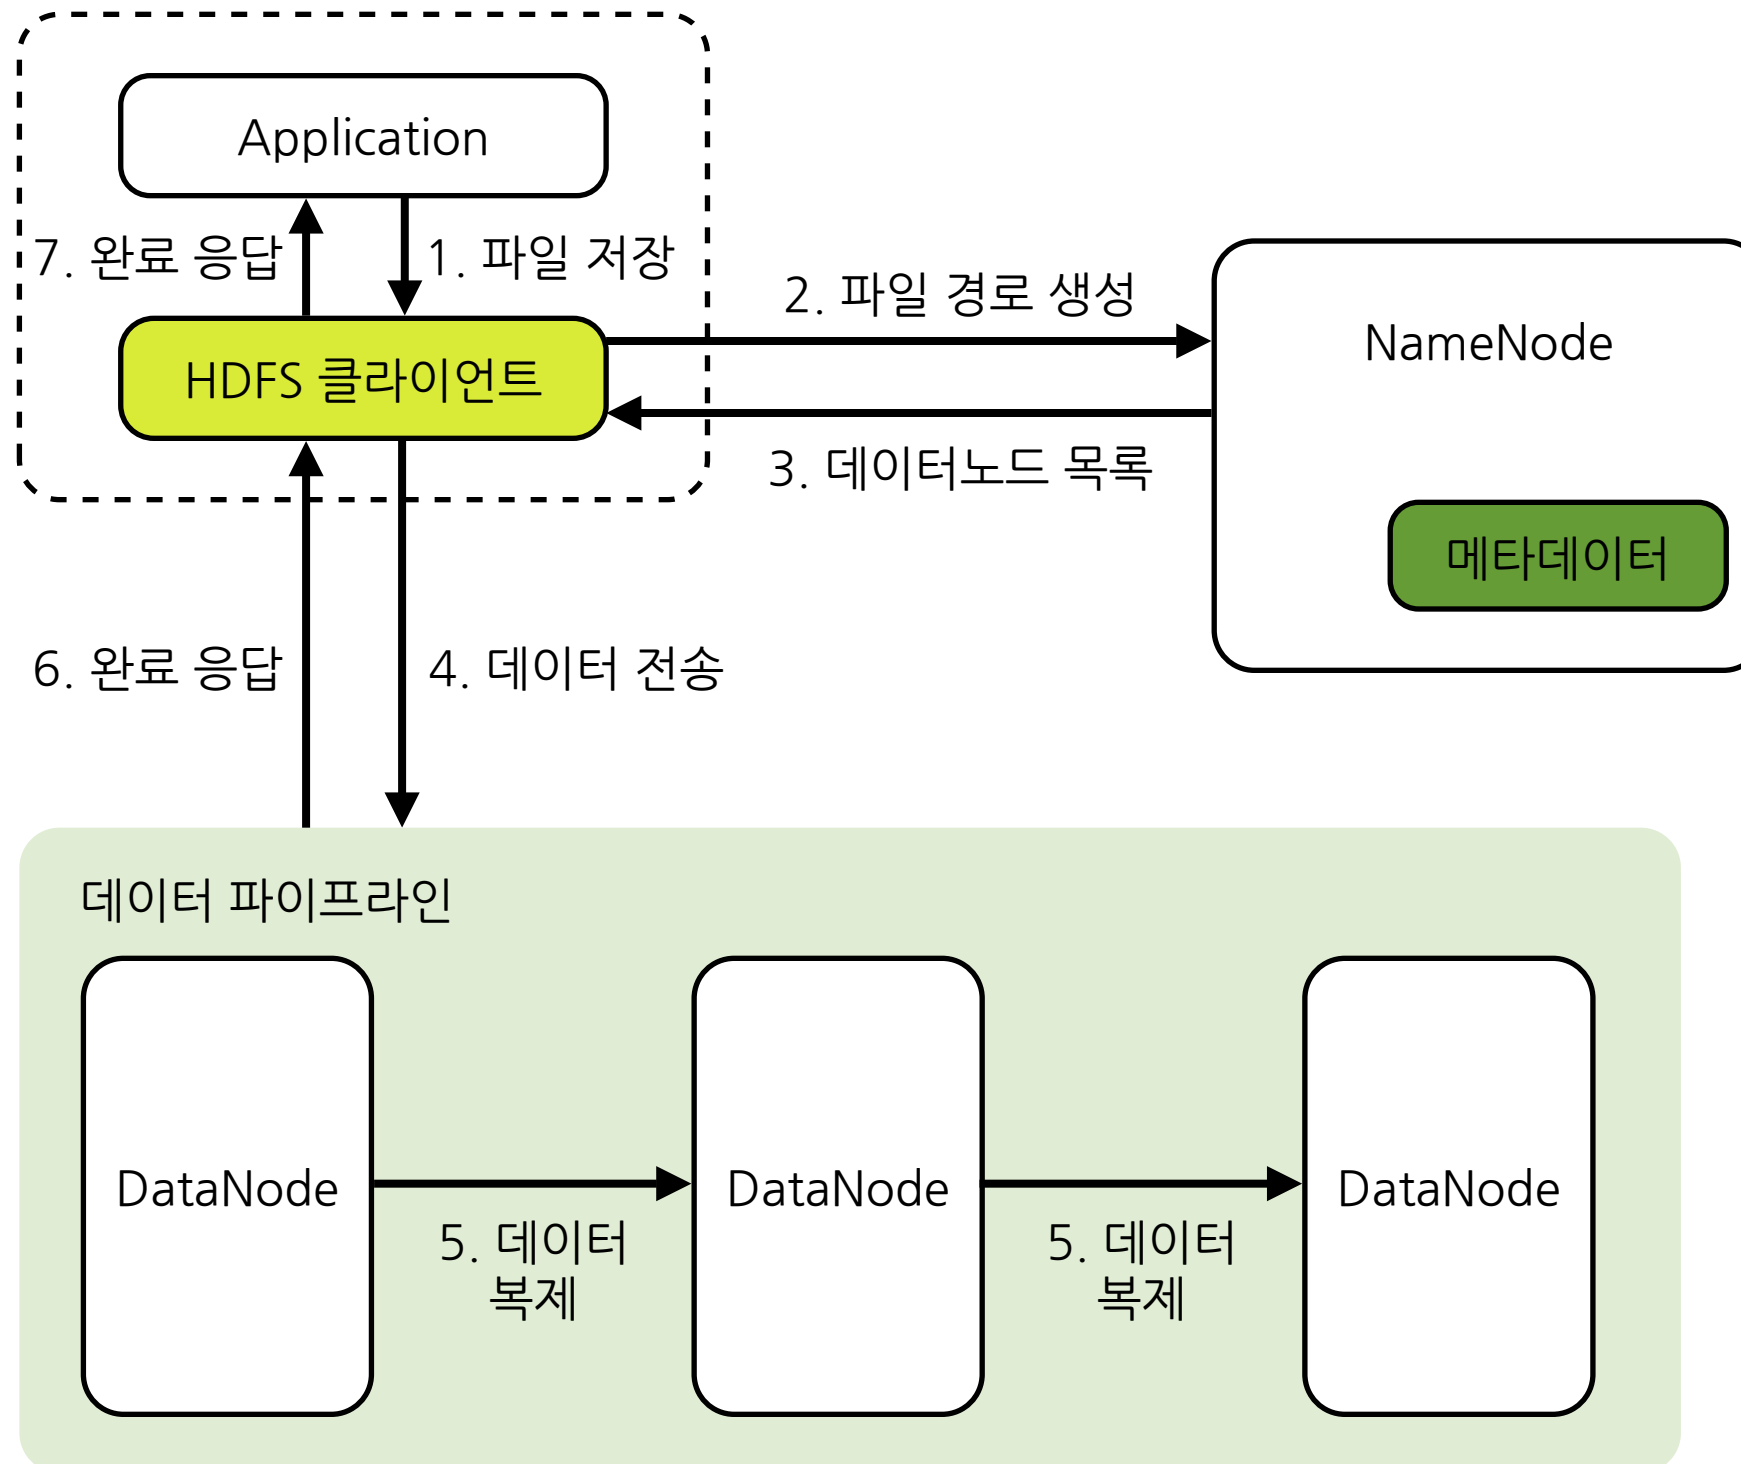 Application
7. 완료 응답
1. 파일 저장
2. 파일 경로 생성
NameNode
HDFS 클라이언트
3. 데이터노드 목록
메타데이터
6. 완료 응답
4. 데이터 전송
데이터 파이프라인
DataNode
DataNode
DataNode
5. 데이터
복제
5. 데이터
복제